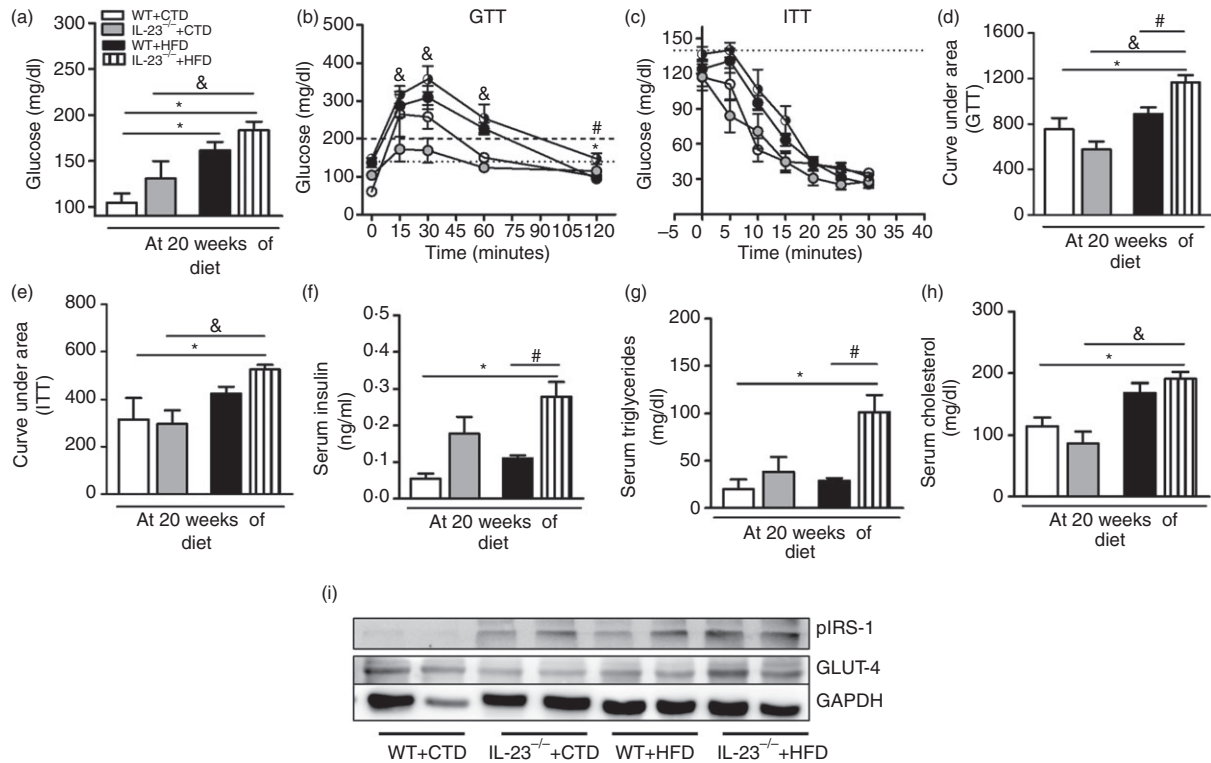 (a)
300
250
200
150
100
Glucose (mg/dl)
WT+CTD
IL-23−/−+CTD
WT+HFD
IL-23−/−+HFD
&
*
*
At 20 weeks of
diet
(b)
GTT
500
400
300
200
100
0
Glucose (mg/dl)
&
&
&
#
*
0 15 30 45 60 75 90 105 120
Time (minutes)
(c)
ITT
150
120
90
60
30
Glucose (mg/dl)
−5 0 5 10 15 20 25 30 40
Time (minutes)
(d)
1600
1200
800
400
0
Curve under area
(GTT)
#
&
*
At 20 weeks of
diet
(e)
800
600
400
200
0
Curve under area
(ITT)
&
*
At 20 weeks of
diet
(f)
0·5
0·4
0·3
0·2
0·1
0·0
Serum insulin
(ng/ml)
#
*
At 20 weeks of
diet
(g)
200
150
100
50
0
Serum triglycerides
(mg/dl)
#
*
At 20 weeks of
diet
(h)
300
200
100
0
Serum cholesterol
(mg/dl)
&
*
At 20 weeks of
diet
(i)
pIRS-1
GLUT-4
GAPDH
WT+CTD IL-23−/−+CTD WT+HFD IL-23−/−+HFD